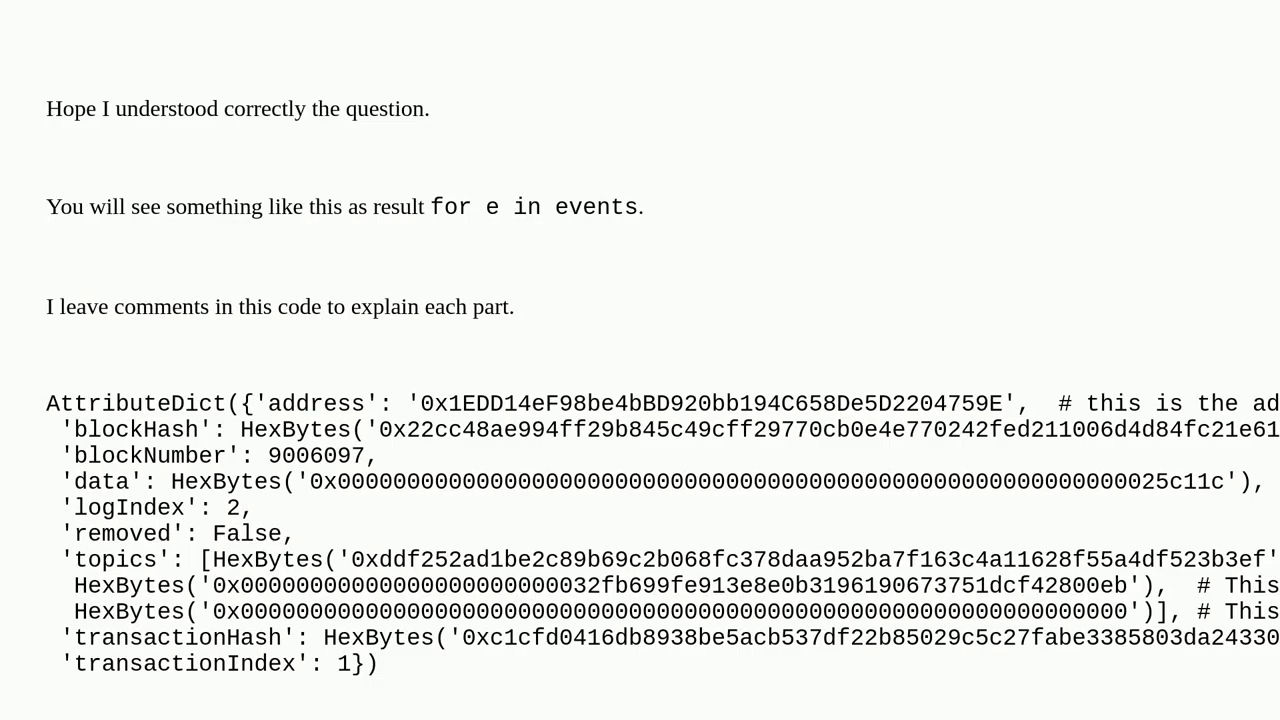 Hope I understood correctly the question.
You will see something like this as result for e in events.
I leave comments in this code to explain each part.
AttributeDict({'address': '0x1EDD14eF98be4bBD920bb194C658De5D2204759E',  # this is the ad
'blockHash': HexBytes('0x22cc48ae994ff29b845c49cff29770cb0e4e770242fed211006d4d84fc21e61
'blockNumber': 9006097,
'data': HexBytes('0x000000000000000000000000000000000000000000000000000000000025c11c'),
'logIndex': 2,
'removed': False,
'topics': [HexBytes('0xddf252ad1be2c89b69c2b068fc378daa952ba7f163c4a11628f55a4df523b3ef'
HexBytes('0x00000000000000000000000032fb699fe913e8e0b3196190673751dcf42800eb'),  # This
HexBytes('0x0000000000000000000000000000000000000000000000000000000000000000')], # This
'transactionHash': HexBytes('0xc1cfd0416db8938be5acb537df22b85029c5c27fabe3385803da24330
'transactionIndex': 1})